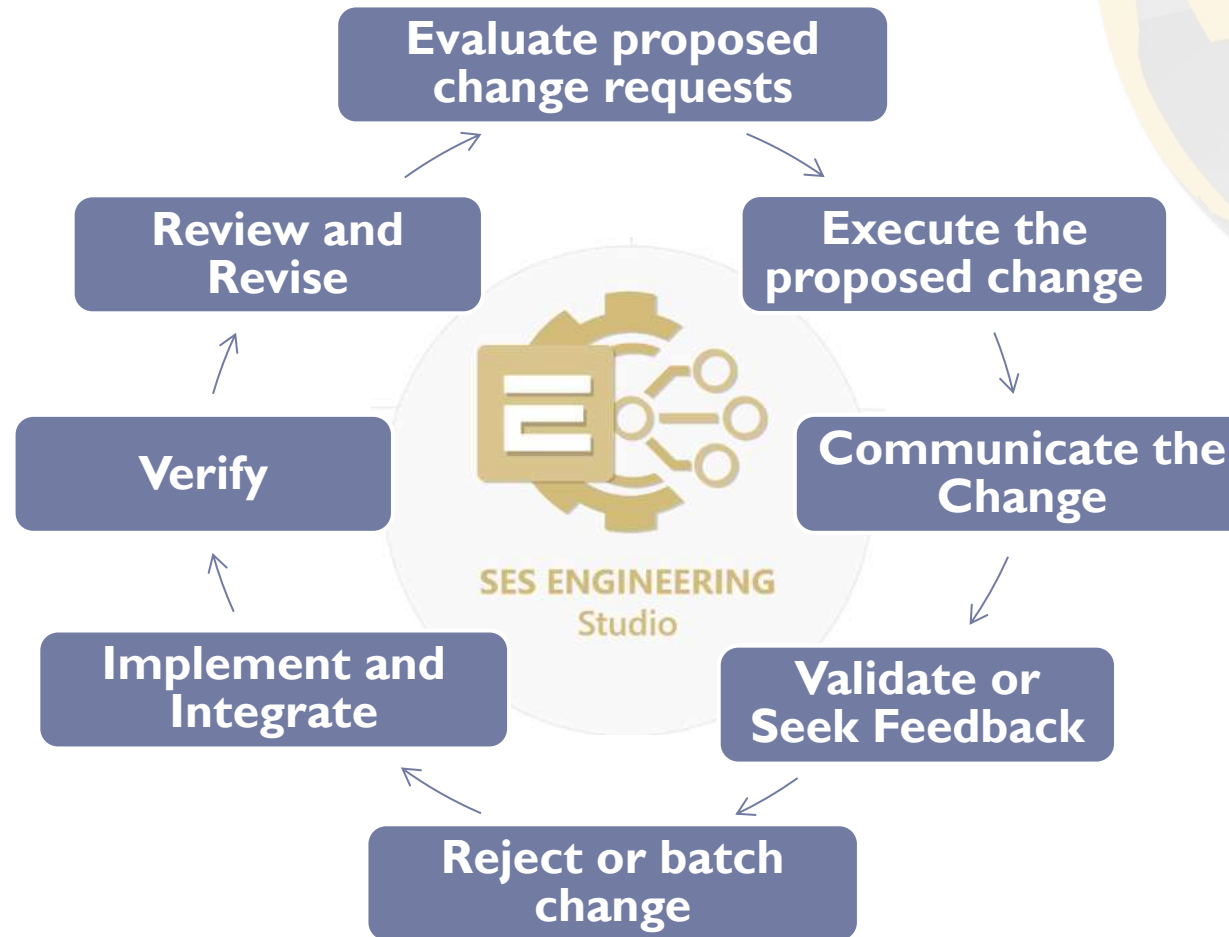 Evaluate proposed
change requests
Execute the
proposed change
Communicate the
Change
Validate or
Seek Feedback
Reject or batch
change
Implement and
Integrate
Verify
Review and
Revise
SES ENGINEERING
Studio